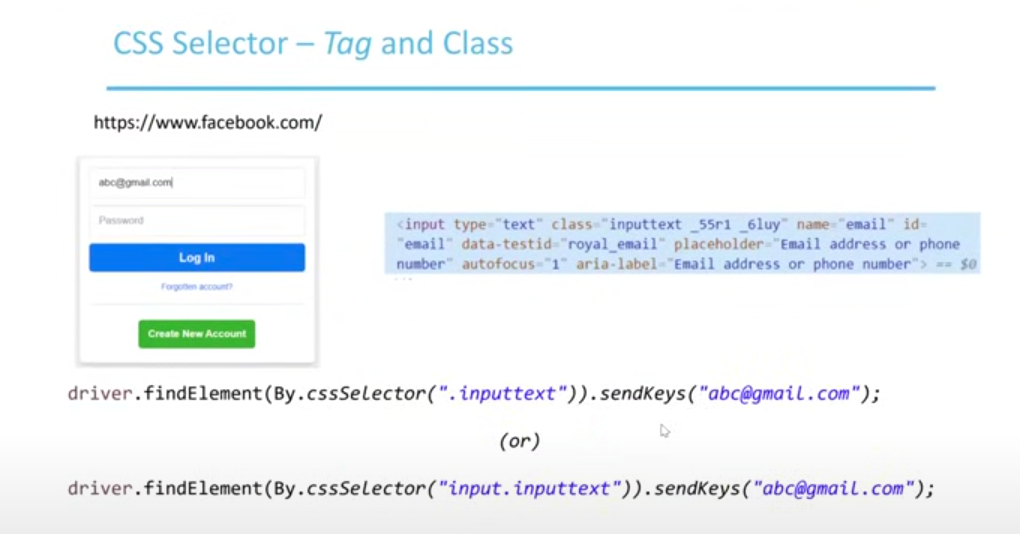 CSS Selector – Tag and Class
https://www.facebook.com/
abc@gmail.com
Password
Log In
Forgotten account?
Create New Account
<input type="text" class="inputtext _55r1 _6luy" name="email" id=
"email" data-testid="royal_email" placeholder="Email address or phone
number" autofocus="1" aria-label="Email address or phone number"> == $0
driver.findElement(By.cssSelector(".inputtext")).sendKeys("abc@gmail.com");
(or)
driver.findElement(By.cssSelector("input.inputtext")).sendKeys("abc@gmail.com");